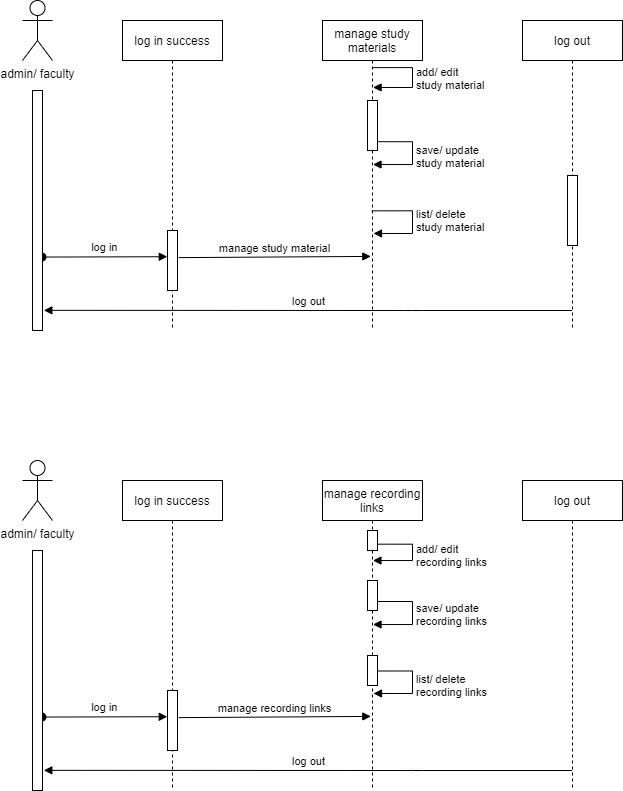 admin/ faculty
log in success
manage study
materials
log out
add/ edit
study material
save/ update
study material
list/ delete
study material
log in
manage study material
log out
admin/ faculty
log in success
manage recording
links
log out
add/ edit
recording links
save/ update
recording links
list/ delete
recording links
log in
manage recording links
log out